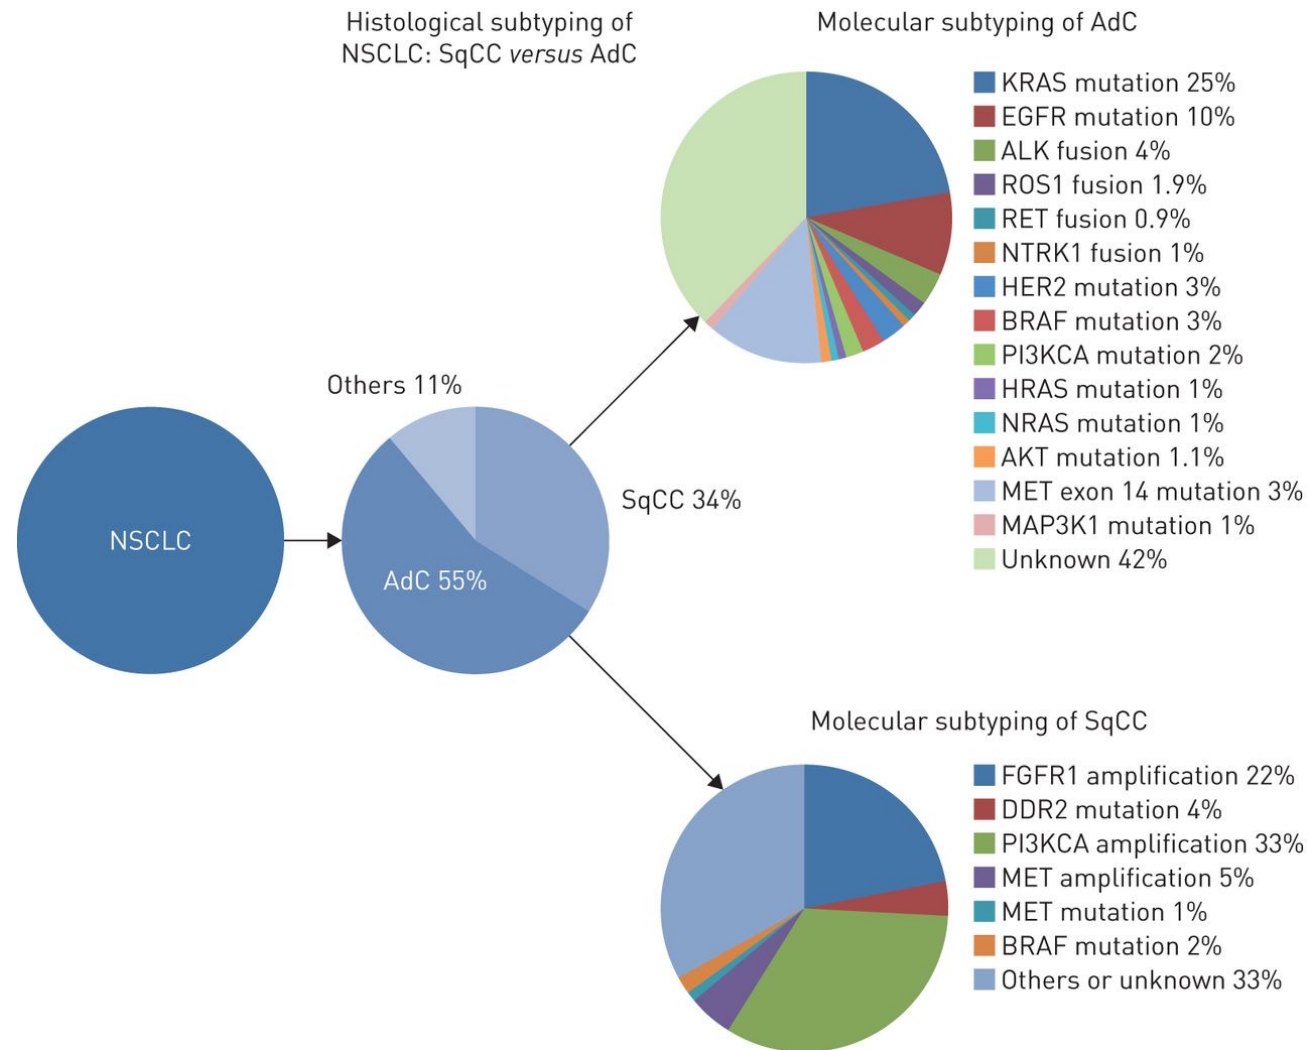 Histological subtyping of
NSCLC: SqCC versus AdC
Molecular subtyping of AdC
KRAS mutation 25%
EGFR mutation 10%
ALK fusion 4%
ROS1 fusion 1.9%
RET fusion 0.9%
NTRK1 fusion 1%
HER2 mutation 3%
BRAF mutation 3%
PI3KCA mutation 2%
HRAS mutation 1%
NRAS mutation 1%
AKT mutation 1.1%
MET exon 14 mutation 3%
MAP3K1 mutation 1%
Unknown 42%
Others 11%
SqCC 34%
NSCLC
AdC 55%
Molecular subtyping of SqCC
FGFR1 amplification 22%
DDR2 mutation 4%
PI3KCA amplification 33%
MET amplification 5%
MET mutation 1%
BRAF mutation 2%
Others or unknown 33%